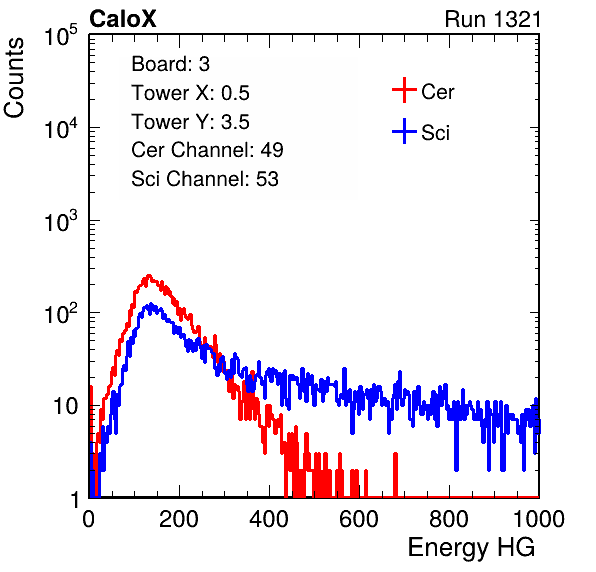 CaloX Run 1321
Counts
10^5
10^4
10^3
10^2
10
1
Board: 3
Tower X: 0.5
Tower Y: 3.5
Cer Channel: 49
Sci Channel: 53
Cer
Sci
0 200 400 600 800 1000
Energy HG